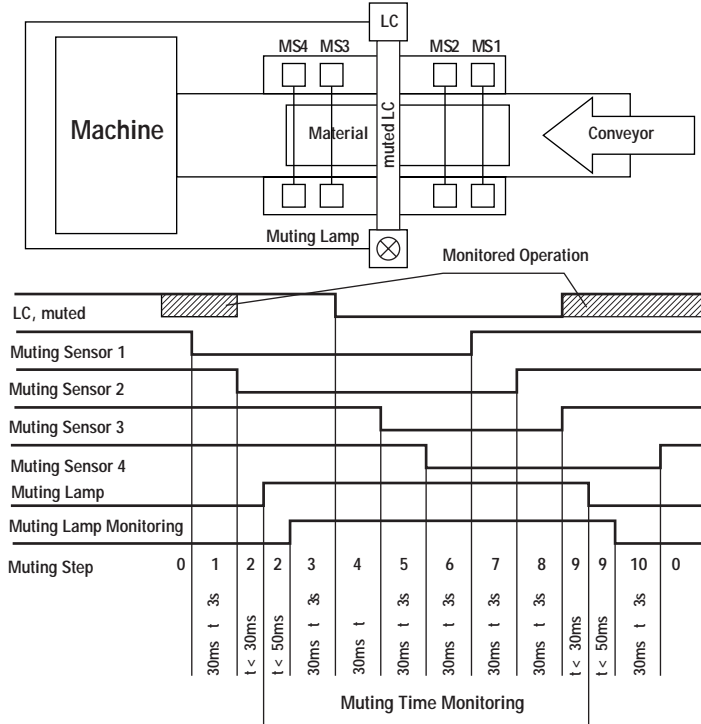 LC
MS4 MS3 MS2 MS1
Machine
Material
muted LC
Conveyor
Muting Lamp
Monitored Operation
LC, muted
Muting Sensor 1
Muting Sensor 2
Muting Sensor 3
Muting Sensor 4
Muting Lamp
Muting Lamp Monitoring
Muting Step 0 1 2 2 3 4 5 6 7 8 9 9 10 0
30ms t 3s
t < 30ms
t < 50ms
30ms t 3s
30ms t
30ms t 3s
30ms t 3s
30ms t 3s
30ms t 3s
t < 30ms
t < 50ms
30ms t 3s
Muting Time Monitoring